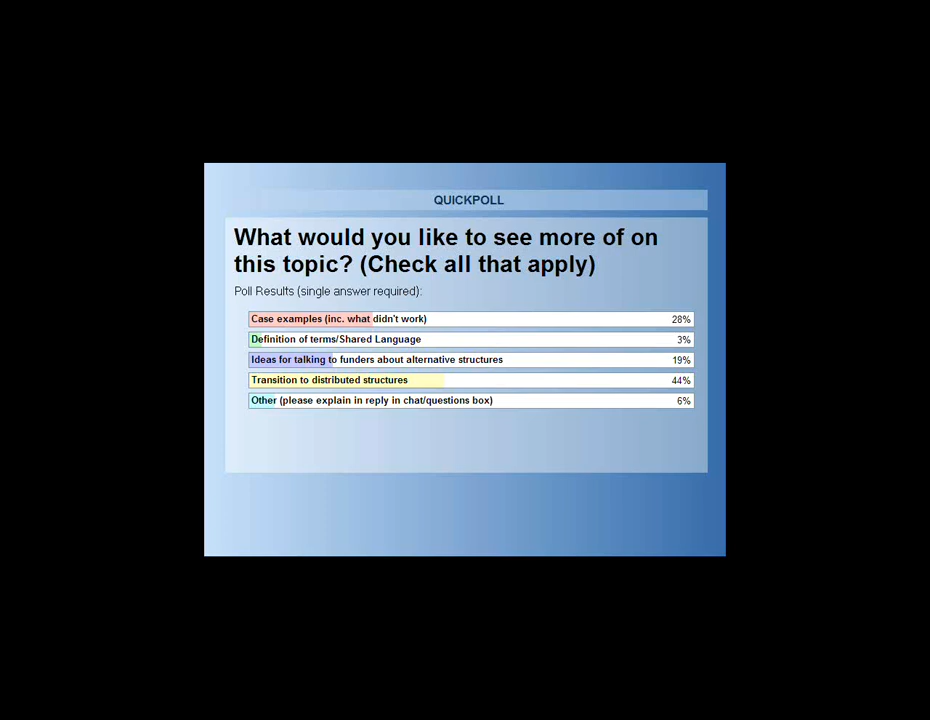 QUICKPOLL
What would you like to see more of on
this topic? (Check all that apply)
Poll Results (single answer required):
Case examples (inc. what didn't work) 28%
Definition of terms/Shared Language 3%
Ideas for talking to funders about alternative structures 19%
Transition to distributed structures 44%
Other (please explain in reply in chat/questions box) 6%